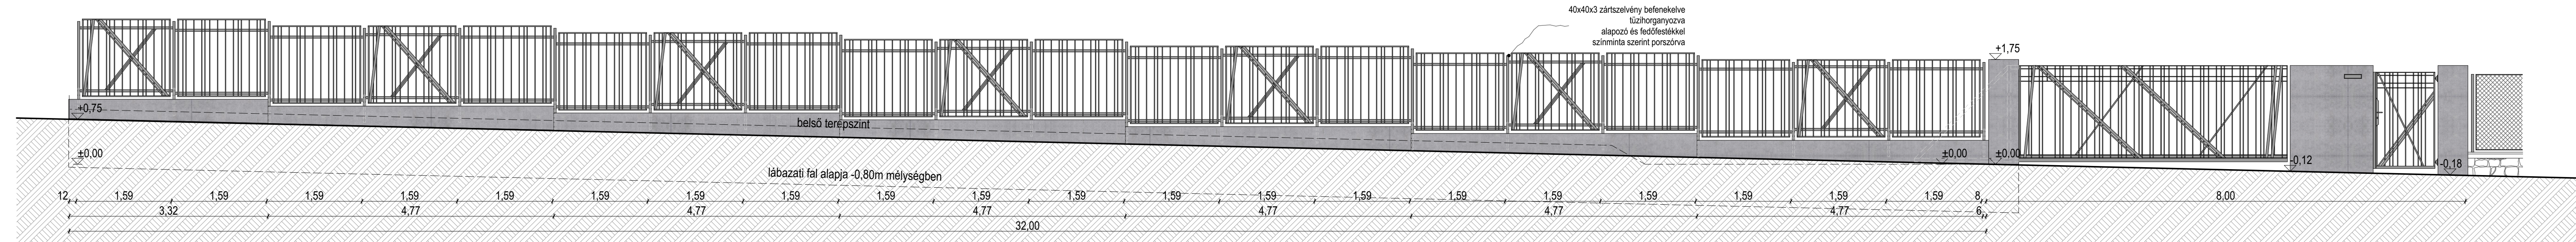 40x40x3 zártszelvény befenekelve
tüzihorganyozva
alapozó és fedőfestékkel
színminta szerint porszórva
+1,75
+0,75
belső terepszint
±0,00
±0,00
±0,00
-0,12
-0,18
lábazati fal alapja -0,80m mélységben
12 1,59 1,59 1,59 1,59 1,59 1,59 1,59 1,59 1,59 1,59 1,59 1,59 1,59 1,59 1,59 1,59 1,59 1,59 1,59 1,59 8 8,00
3,32 4,77 4,77 4,77 4,77 4,77 4,77 6
32,00